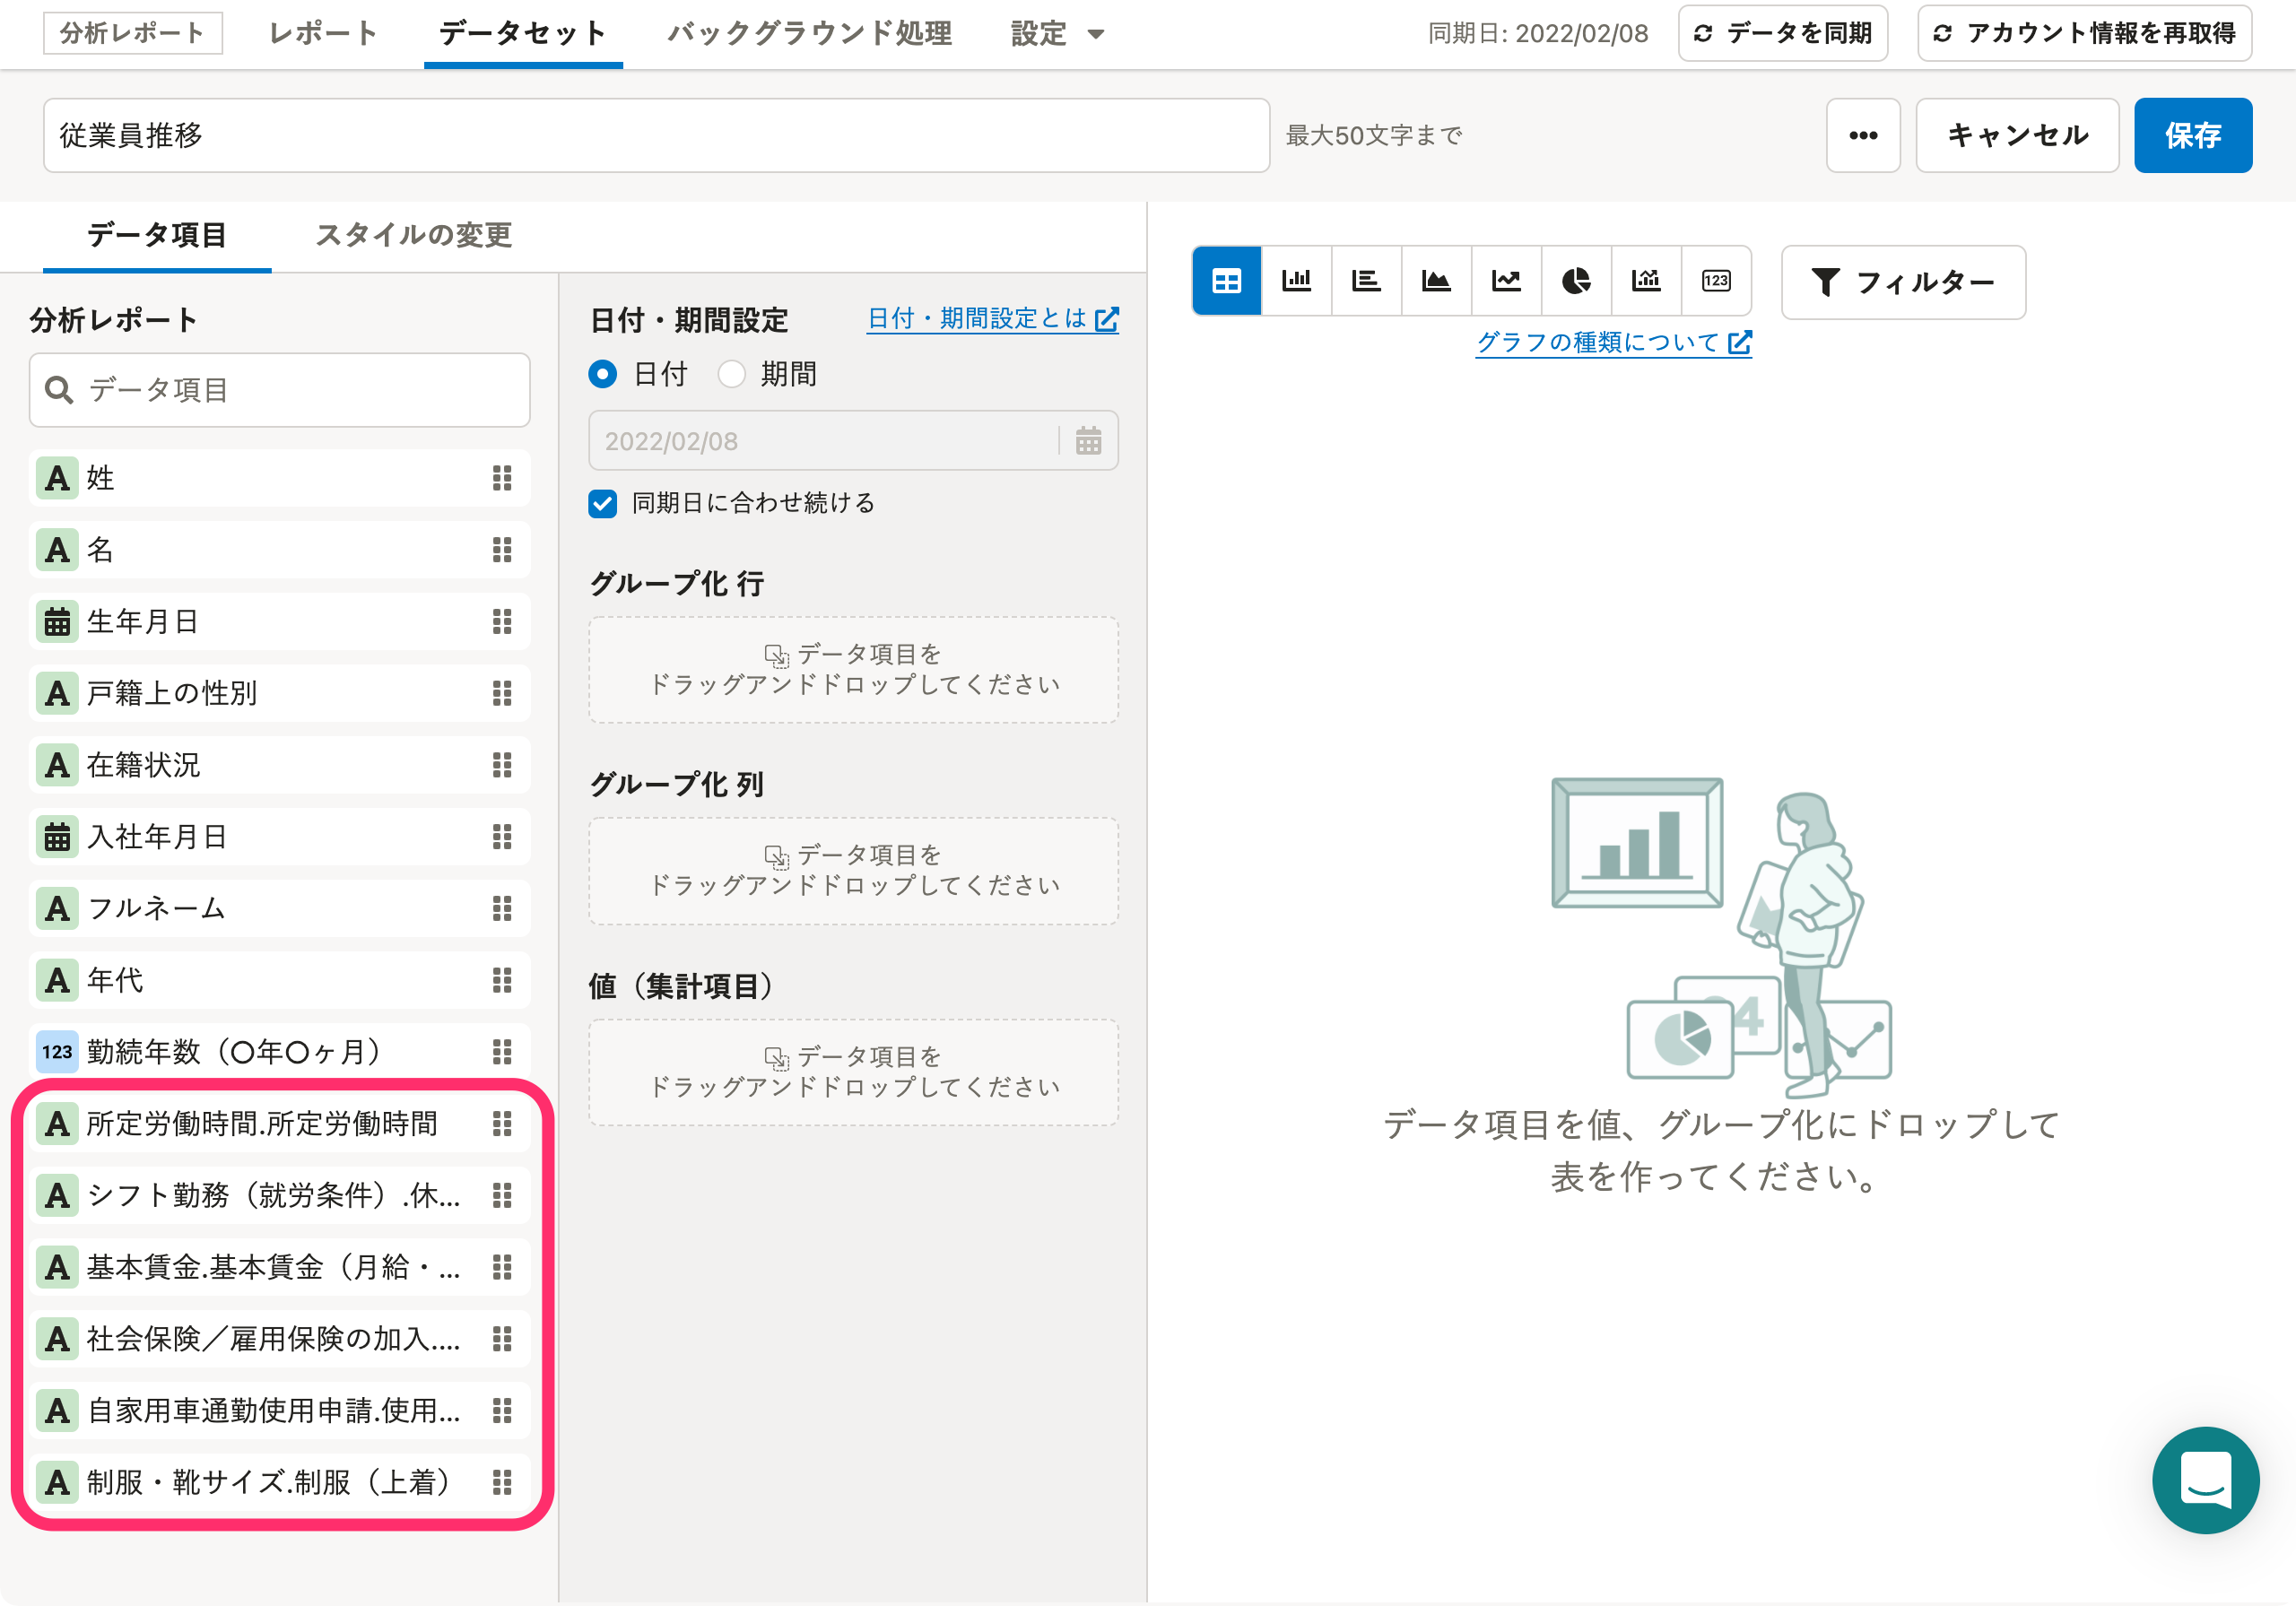 分析レポート レポート データセット バックグラウンド処理 設定 同期日: 2022/02/08 データを同期 アカウント情報を再取得
従業員推移 最大50文字まで ••• キャンセル 保存
データ項目 スタイルの変更
分析レポート
データ項目
A 姓
A 名
生年月日
A 戸籍上の性別
A 在籍状況
入社年月日
A フルネーム
A 年代
123 勤続年数（〇年〇ヶ月）
A 所定労働時間.所定労働時間
A シフト勤務（就労条件）.休...
A 基本賃金.基本賃金（月給・...
A 社会保険／雇用保険の加入....
A 自家用車通勤使用申請.使用...
A 制服・靴サイズ.制服（上着）
日付・期間設定 日付・期間設定とは
日付 期間
2022/02/08
同期日に合わせ続ける
グループ化 行
データ項目を
ドラッグアンドドロップしてください
グループ化 列
データ項目を
ドラッグアンドドロップしてください
値（集計項目）
データ項目を
ドラッグアンドドロップしてください
123 フィルター
グラフの種類について
4
データ項目を値、グループ化にドロップして
表を作ってください。